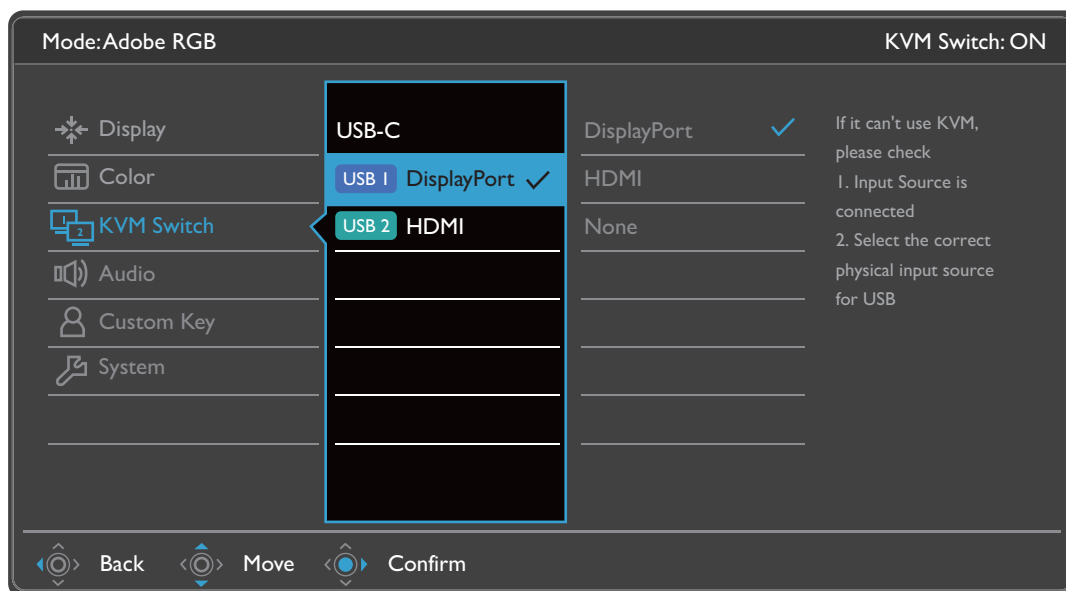 Mode:Adobe RGB
KVM Switch: ON
Display
Color
1 2 KVM Switch
Audio
Custom Key
System
USB-C
USB 1 DisplayPort
USB 2 HDMI
DisplayPort
HDMI
None
If it can't use KVM,
please check
1. Input Source is
connected
2. Select the correct
physical input source
for USB
Back
Move
Confirm